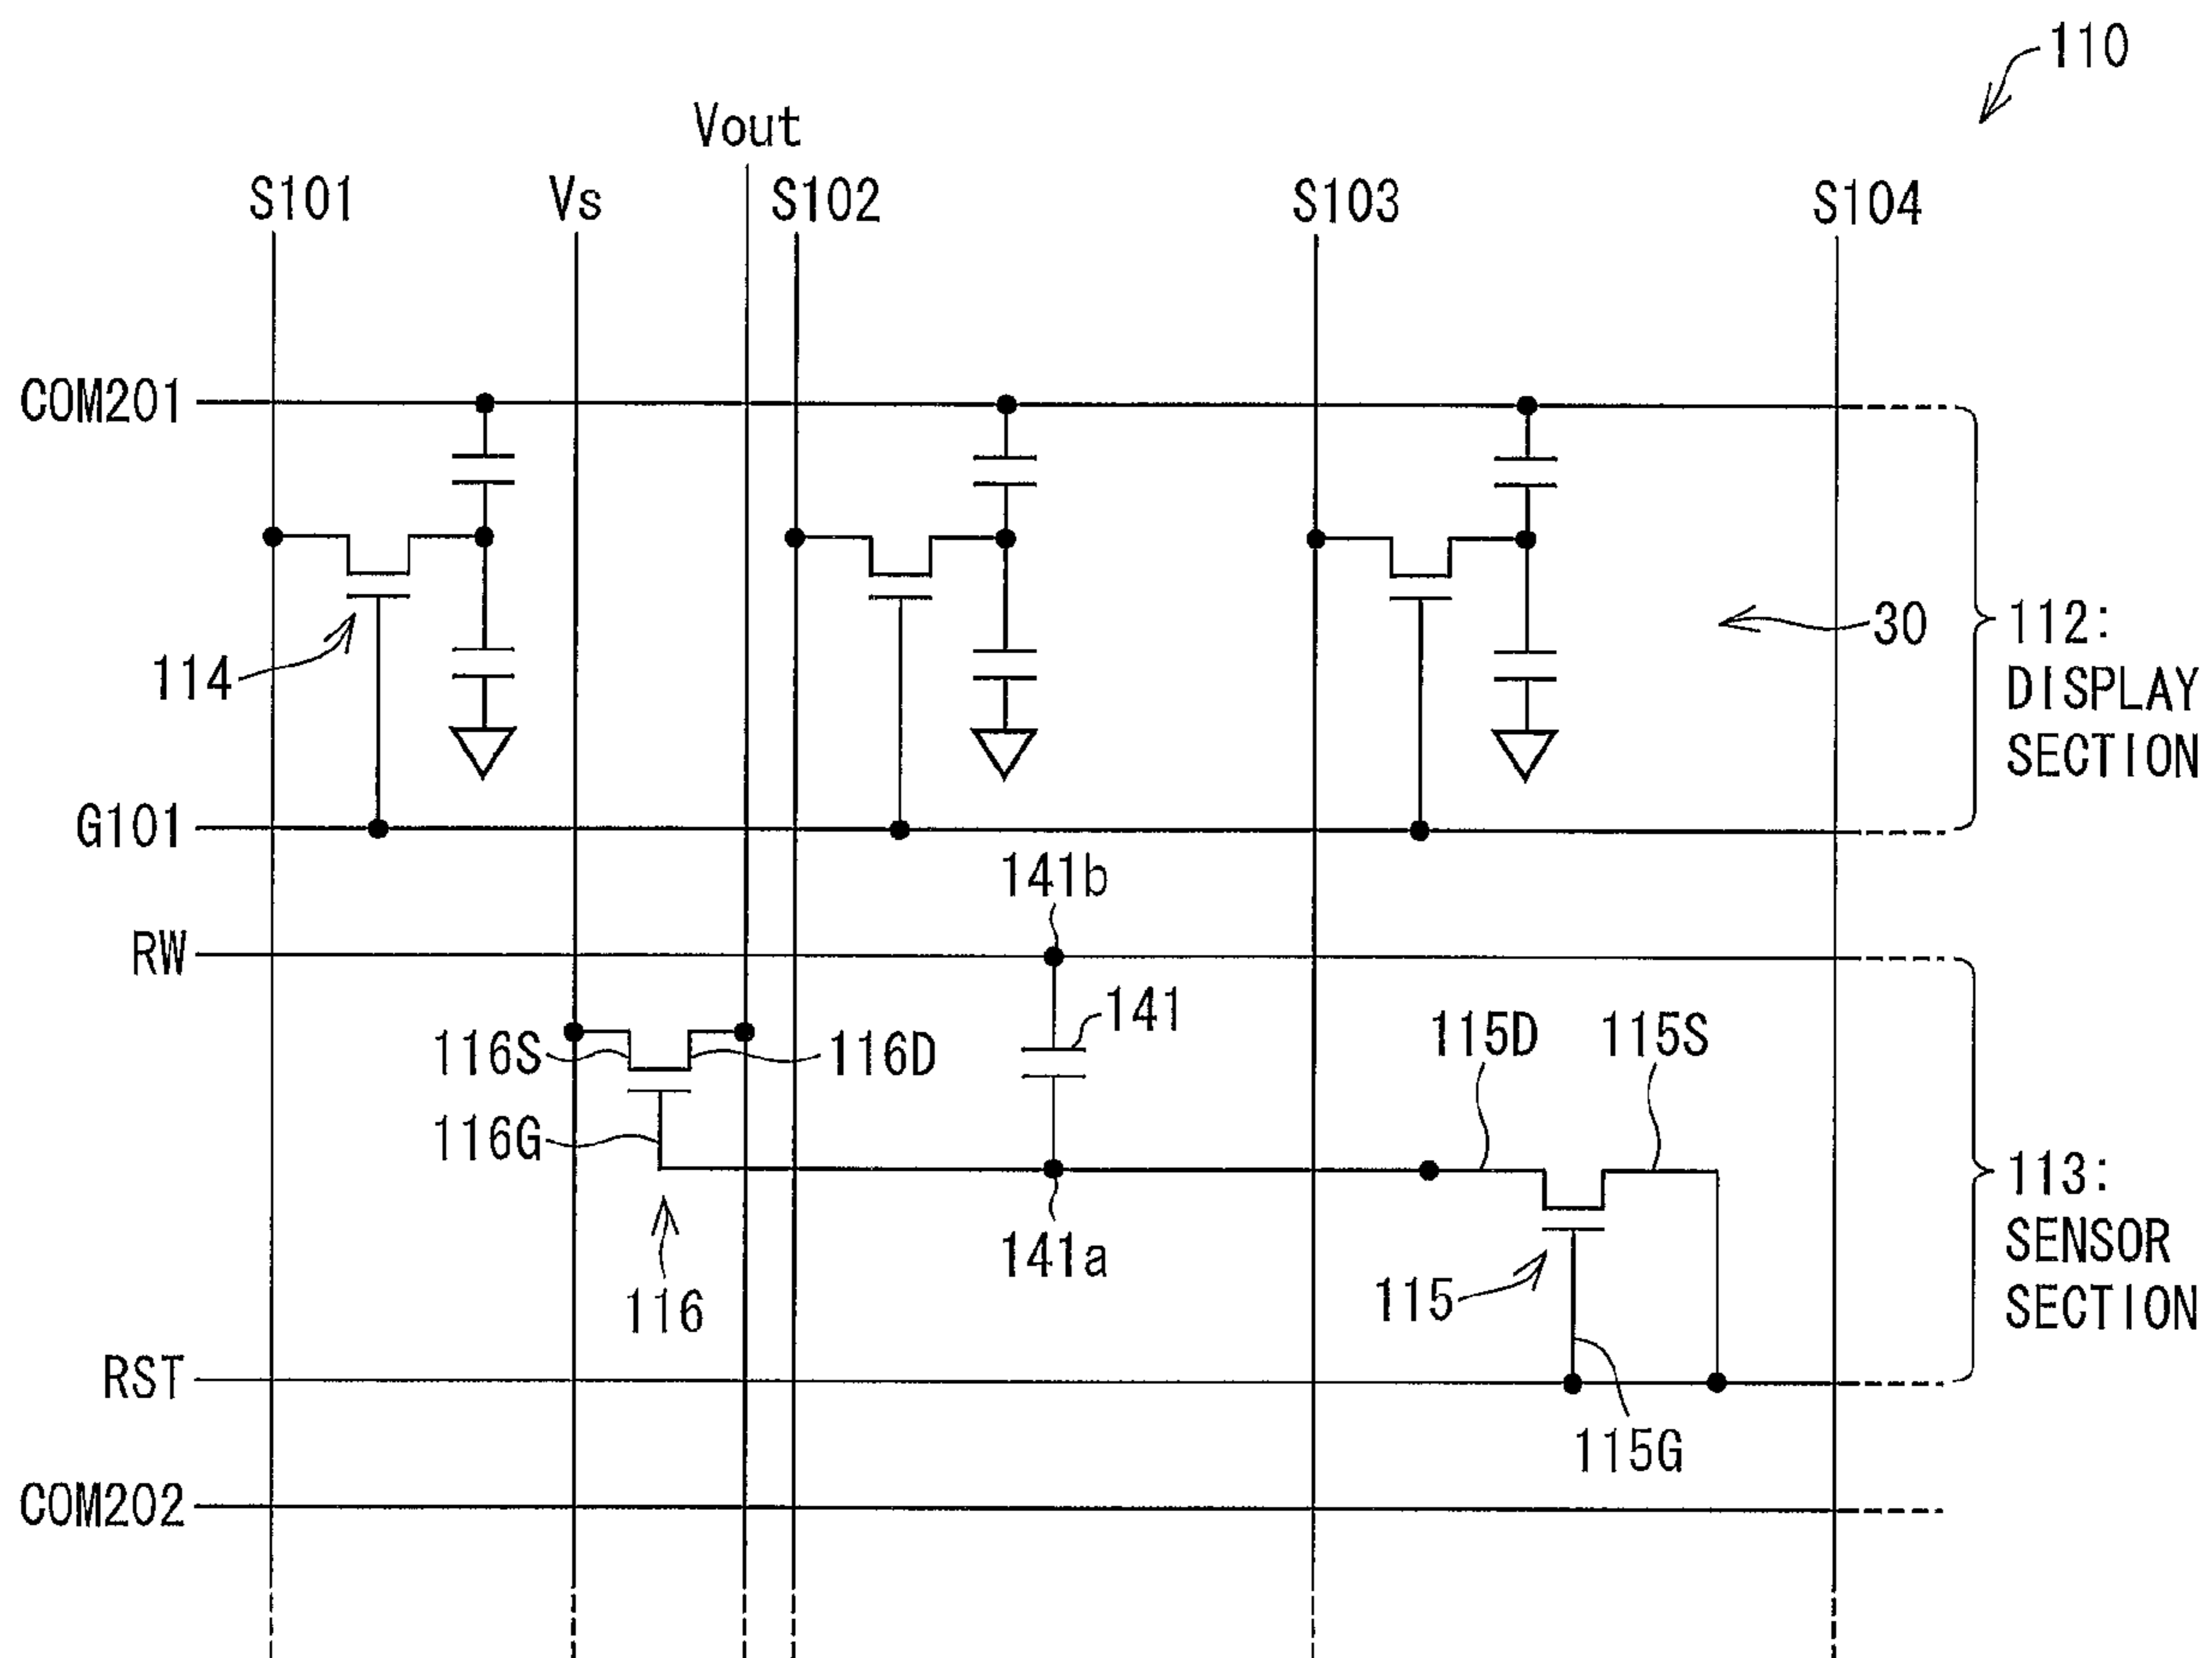 110
Vout
S101
Vs
S102
S103
S104
COM201
114
30
112:
DISPLAY
SECTION
G101
141b
RW
141
116S
116D
115D
115S
116G
141a
116
115
113:
SENSOR
SECTION
RST
115G
COM202